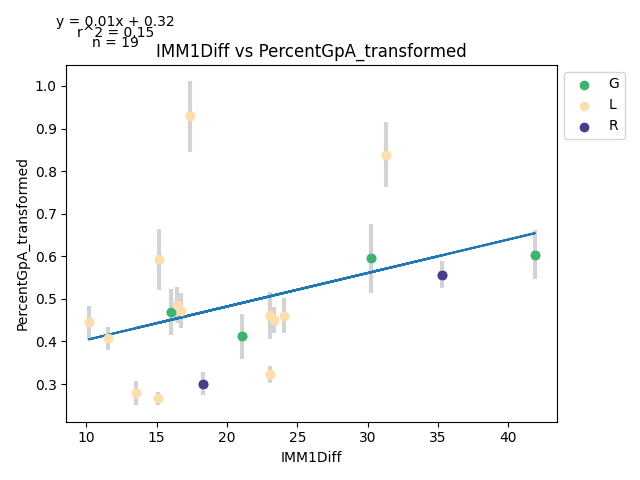 y = 0.01x + 0.32
r^2 = 0.15
n = 19
IMM1Diff vs PercentGpA_transformed
G
L
R
PercentGpA_transformed
1.0
0.9
0.8
0.7
0.6
0.5
0.4
0.3
10 15 20 25 30 35 40
IMM1Diff